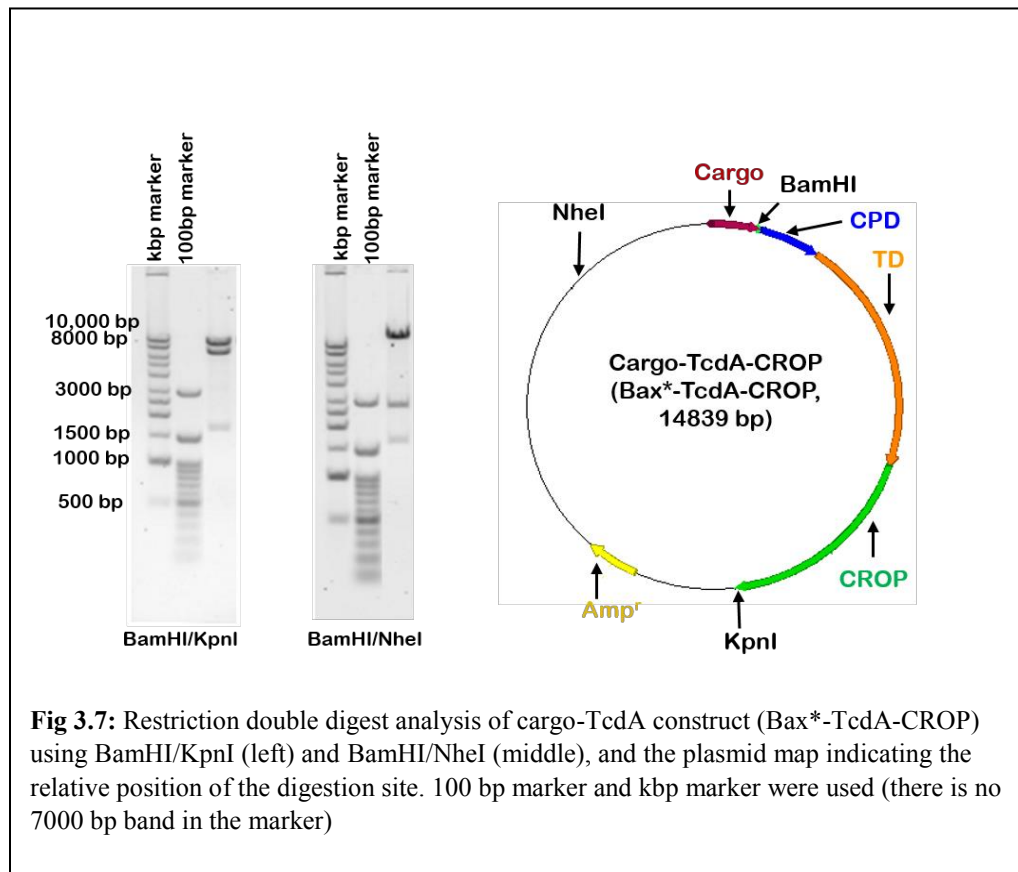 kbp marker
100bp marker
kbp marker
100bp marker
10,000 bp
8000 bp
3000 bp
1500 bp
1000 bp
500 bp
BamHI/KpnI
BamHI/NheI
Cargo
BamHI
NheI
CPD
TD
Cargo-TcdA-CROP
(Bax*-TcdA-CROP,
14839 bp)
CROP
Ampr
KpnI
Fig 3.7: Restriction double digest analysis of cargo-TcdA construct (Bax*-TcdA-CROP)
using BamHI/KpnI (left) and BamHI/NheI (middle), and the plasmid map indicating the
relative position of the digestion site. 100 bp marker and kbp marker were used (there is no
7000 bp band in the marker)